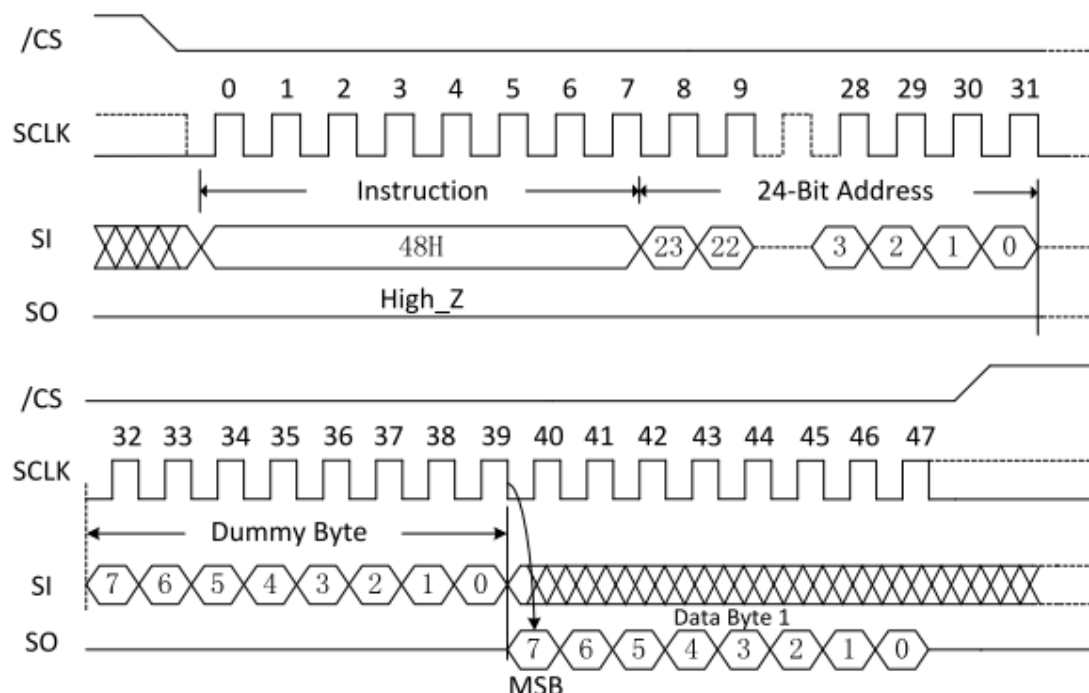 /CS
0 1 2 3 4 5 6 7 8 9 28 29 30 31
SCLK
Instruction 24-Bit Address
SI 48H 23 22 3 2 1 0
High_Z
SO
/CS
32 33 34 35 36 37 38 39 40 41 42 43 44 45 46 47
SCLK
Dummy Byte
SI 7 6 5 4 3 2 1 0
Data Byte 1
SO 7 6 5 4 3 2 1 0
MSB